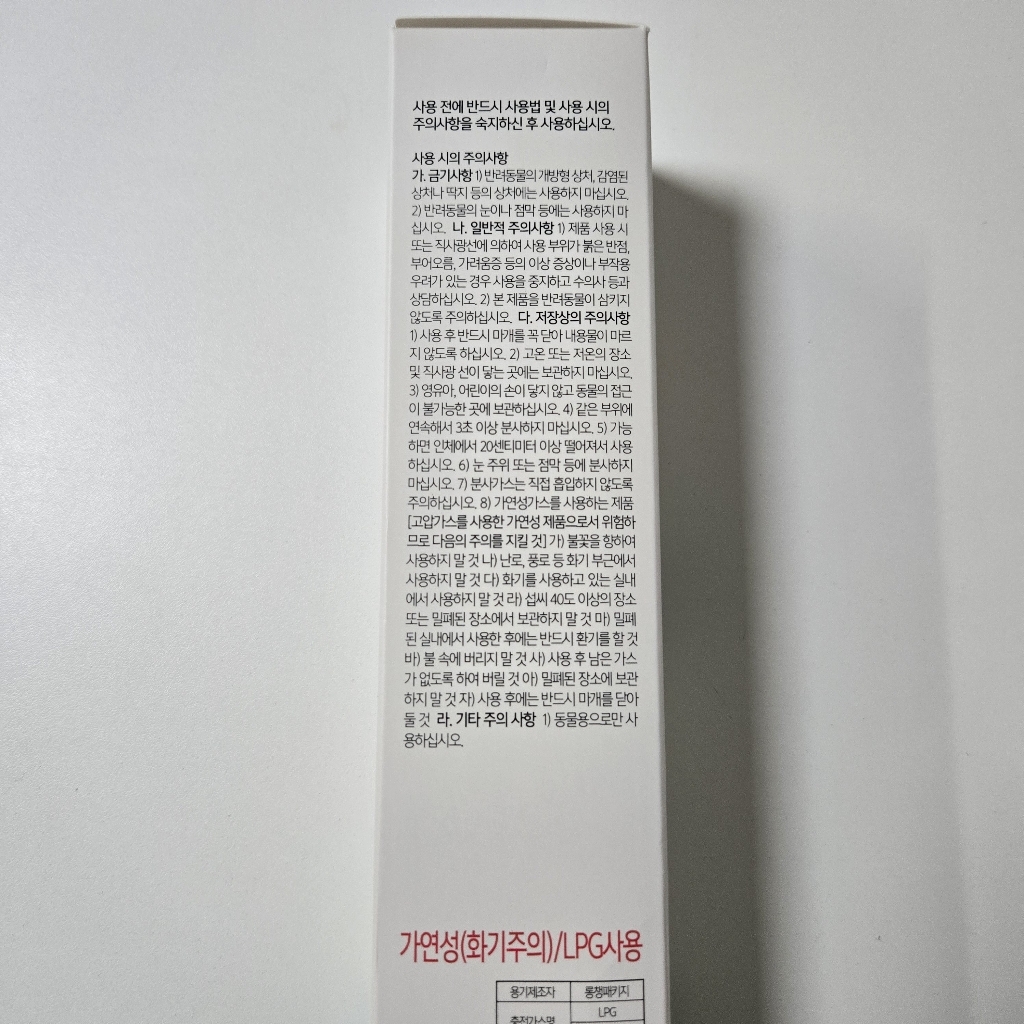 사용 전에 반드시 사용법 및 사용 시의
주의사항을 숙지하신 후 사용하십시오.
사용 시의 주의사항
가. 금기사항 1) 반려동물의 개방형 상처, 감염된
상처나 딱지 등의 상처에는 사용하지 마십시오.
2) 반려동물의 눈이나 점막 등에는 사용하지 마
십시오. 나. 일반적 주의사항 1) 제품 사용 시
또는 직사광선에 의하여 사용 부위가 붉은 반점,
부어오름, 가려움증 등의 이상 증상이나 부작용
우려가 있는 경우 사용을 중지하고 수의사 등과
상담하십시오. 2) 본 제품을 반려동물이 삼키지
않도록 주의하십시오. 다. 저장상의 주의사항
1) 사용 후 반드시 마개를 꼭 닫아 내용물이 마르
지 않도록 하십시오. 2) 고온 또는 저온의 장소
및 직사광 선이 닿는 곳에는 보관하지 마십시오.
3) 영유아, 어린이의 손이 닿지 않고 동물의 접근
이 불가능한 곳에 보관하십시오. 4) 같은 부위에
연속해서 3초 이상 분사하지 마십시오. 5) 가능
하면 인체에서 20센티미터 이상 떨어져서 사용
하십시오. 6) 눈 주위 또는 점막 등에 분사하지
마십시오. 7) 분사가스는 직접 흡입하지 않도록
주의하십시오. 8) 가연성가스를 사용하는 제품
[고압가스를 사용한 가연성 제품으로서 위험하
므로 다음의 주의를 지킬 것] 가) 불꽃을 향하여
사용하지 말 것 나) 난로, 풍로 등 화기 부근에서
사용하지 말 것 다) 화기를 사용하고 있는 실내
에서 사용하지 말 것 라) 섭씨 40도 이상의 장소
또는 밀폐된 장소에서 보관하지 말 것 마) 밀폐
된 실내에서 사용한 후에는 반드시 환기를 할 것
바) 불 속에 버리지 말 것 사) 사용 후 남은 가스
가 없도록 하여 버릴 것 아) 밀폐된 장소에 보관
하지 말 것 자) 사용 후에는 반드시 마개를 닫아
둘 것 라. 기타 주의 사항 1) 동물용으로만 사
용하십시오.
가연성(화기주의)/LPG사용
용기제조자 롱챙패키지
충전가스명 LPG